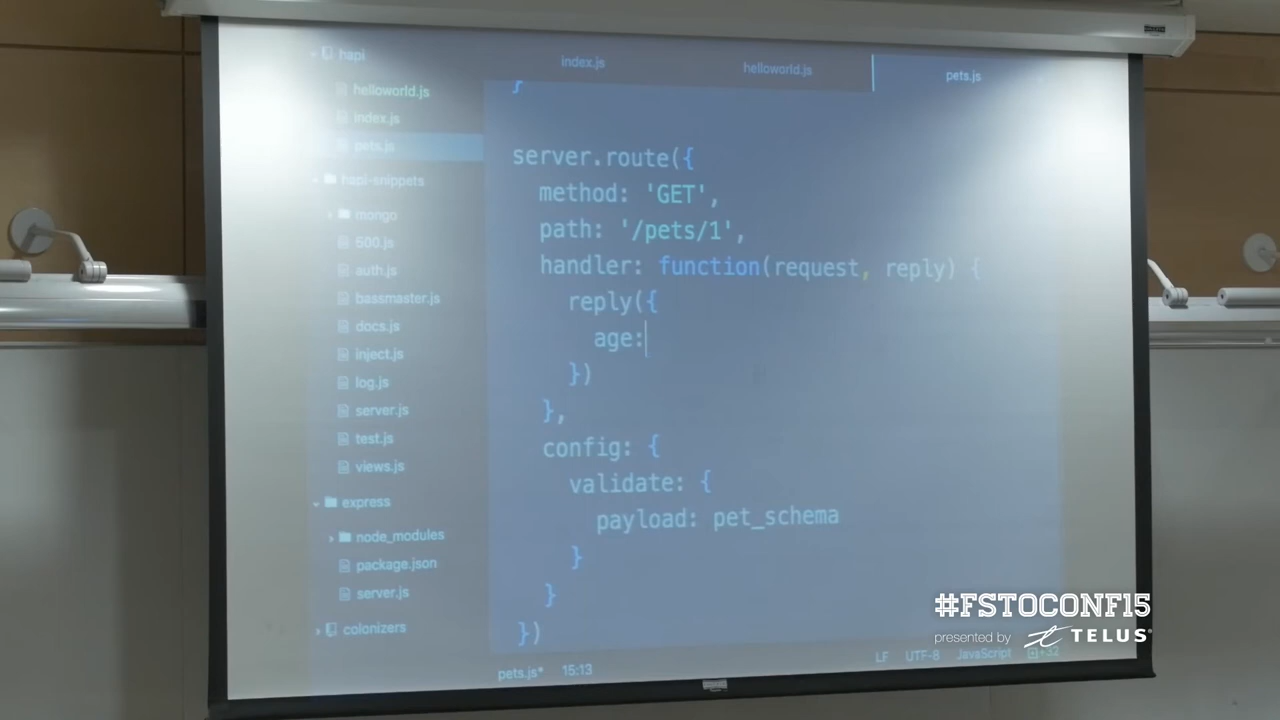 hapi
helloworld.js
index.js
pets.js
hapi-snippets
mongo
500.js
auth.js
bassmaster.js
docs.js
inject.js
log.js
server.js
test.js
views.js
express
node_modules
package.json
server.js
colonizers
index.js
helloworld.js
pets.js
}
server.route({
method: 'GET',
path: '/pets/1',
handler: function(request, reply) {
reply({
age:
})
},
config: {
validate: {
payload: pet_schema
}
}
})
pets.js* 15:13
LF UTF-8 JavaScript +32
#FSTOCONF15
presented by TELUS